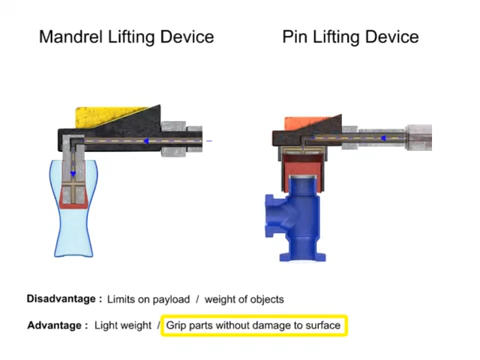 Mandrel Lifting Device
Pin Lifting Device
Disadvantage : Limits on payload / weight of objects
Advantage : Light weight / Grip parts without damage to surface